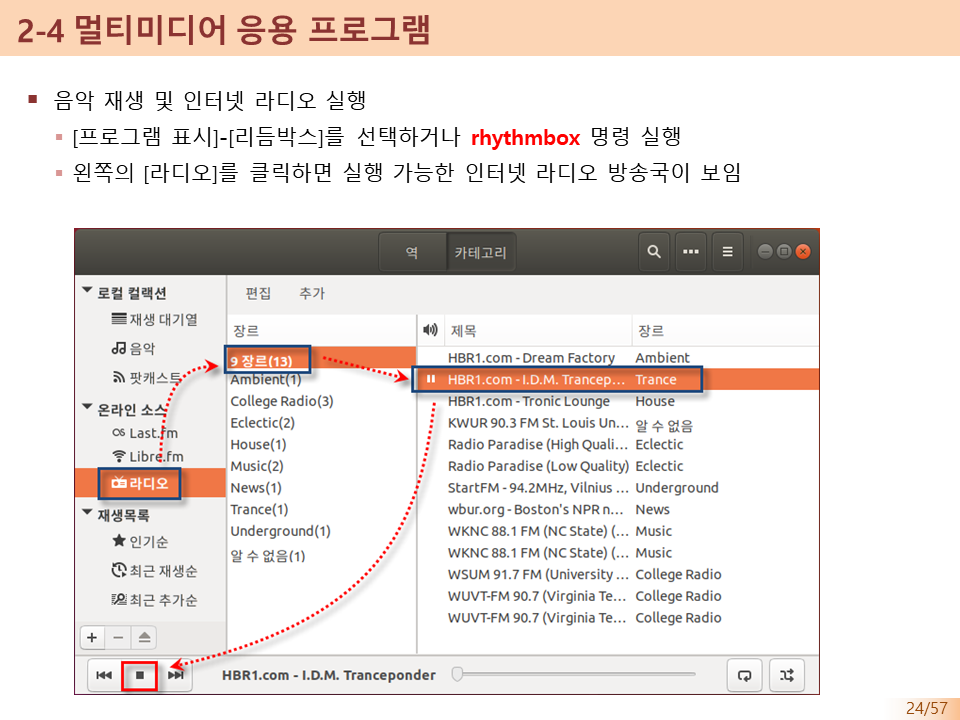 2-4 멀티미디어 응용 프로그램
음악 재생 및 인터넷 라디오 실행
[프로그램 표시]-[리듬박스]를 선택하거나 rhythmbox 명령 실행
왼쪽의 [라디오]를 클릭하면 실행 가능한 인터넷 라디오 방송국이 보임
역 카테고리
로컬 컬랙션
재생 대기열
음악
팟캐스트
온라인 소스
Last.fm
Libre.fm
라디오
재생목록
인기순
최근 재생순
최근 추가순
편집 추가
장르
9 장르(13)
Ambient(1)
College Radio(3)
Eclectic(2)
House(1)
Music(2)
News(1)
Trance(1)
Underground(1)
알 수 없음(1)
제목 장르
HBR1.com - Dream Factory Ambient
HBR1.com - I.D.M. Trancep... Trance
HBR1.com - Tronic Lounge House
KWUR 90.3 FM St. Louis Un... 알 수 없음
Radio Paradise (High Quali... Eclectic
Radio Paradise (Low Quality) Eclectic
StartFM - 94.2MHz, Vilnius ... Underground
wbur.org - Boston's NPR n... News
WKNC 88.1 FM (NC State) (... Music
WKNC 88.1 FM (NC State) (... Music
WSUM 91.7 FM (University ... College Radio
WUVT-FM 90.7 (Virginia Te... College Radio
WUVT-FM 90.7 (Virginia Te... College Radio
HBR1.com - I.D.M. Tranceponder
24/57